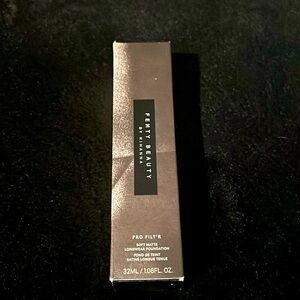 FENTY BEAUTY
BY RIHANNA
PRO FILT'R
SOFT MATTE
LONGWEAR FOUNDATION
FOND DE TEINT
SATINÉ LONGUE TENUE
32ML / 1.08FL. OZ.